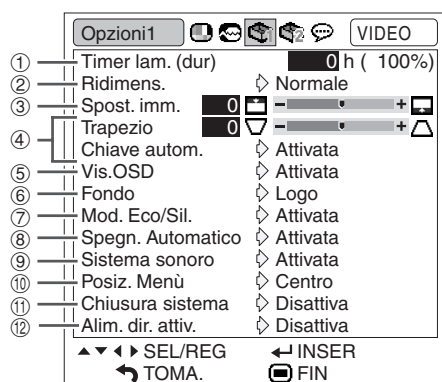 Opzioni1 VIDEO
① Timer lam. (dur) 0 h ( 100%)
② Ridimens. Normale
③ Spost. imm. 0 − +
④ Trapezio 0 − +
Chiave autom. Attivata
⑤ Vis.OSD Attivata
⑥ Fondo Logo
⑦ Mod. Eco/Sil. Attivata
⑧ Spegn. Automatico Attivata
⑨ Sistema sonoro Attivata
⑩ Posiz. Menù Centro
⑪ Chiusura sistema Disattiva
⑫ Alim. dir. attiv. Disattiva
SEL/REG INSER
TOMA. FIN